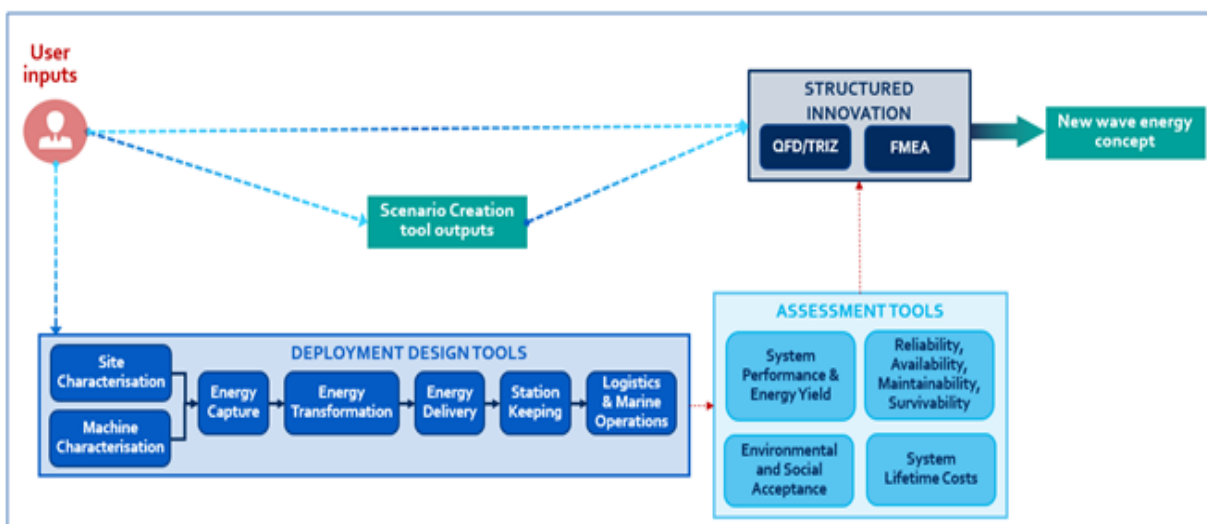 User
inputs
STRUCTURED
INNOVATION
QFD/TRIZ
FMEA
New wave energy
concept
Scenario Creation
tool outputs
DEPLOYMENT DESIGN TOOLS
Site
Characterisation
Machine
Characterisation
Energy
Capture
Energy
Transformation
Energy
Delivery
Station
Keeping
Logistics
& Marine
Operations
ASSESSMENT TOOLS
System
Performance &
Energy Yield
Reliability,
Availability,
Maintainability,
Survivability
Environmental
and Social
Acceptance
System
Lifetime Costs